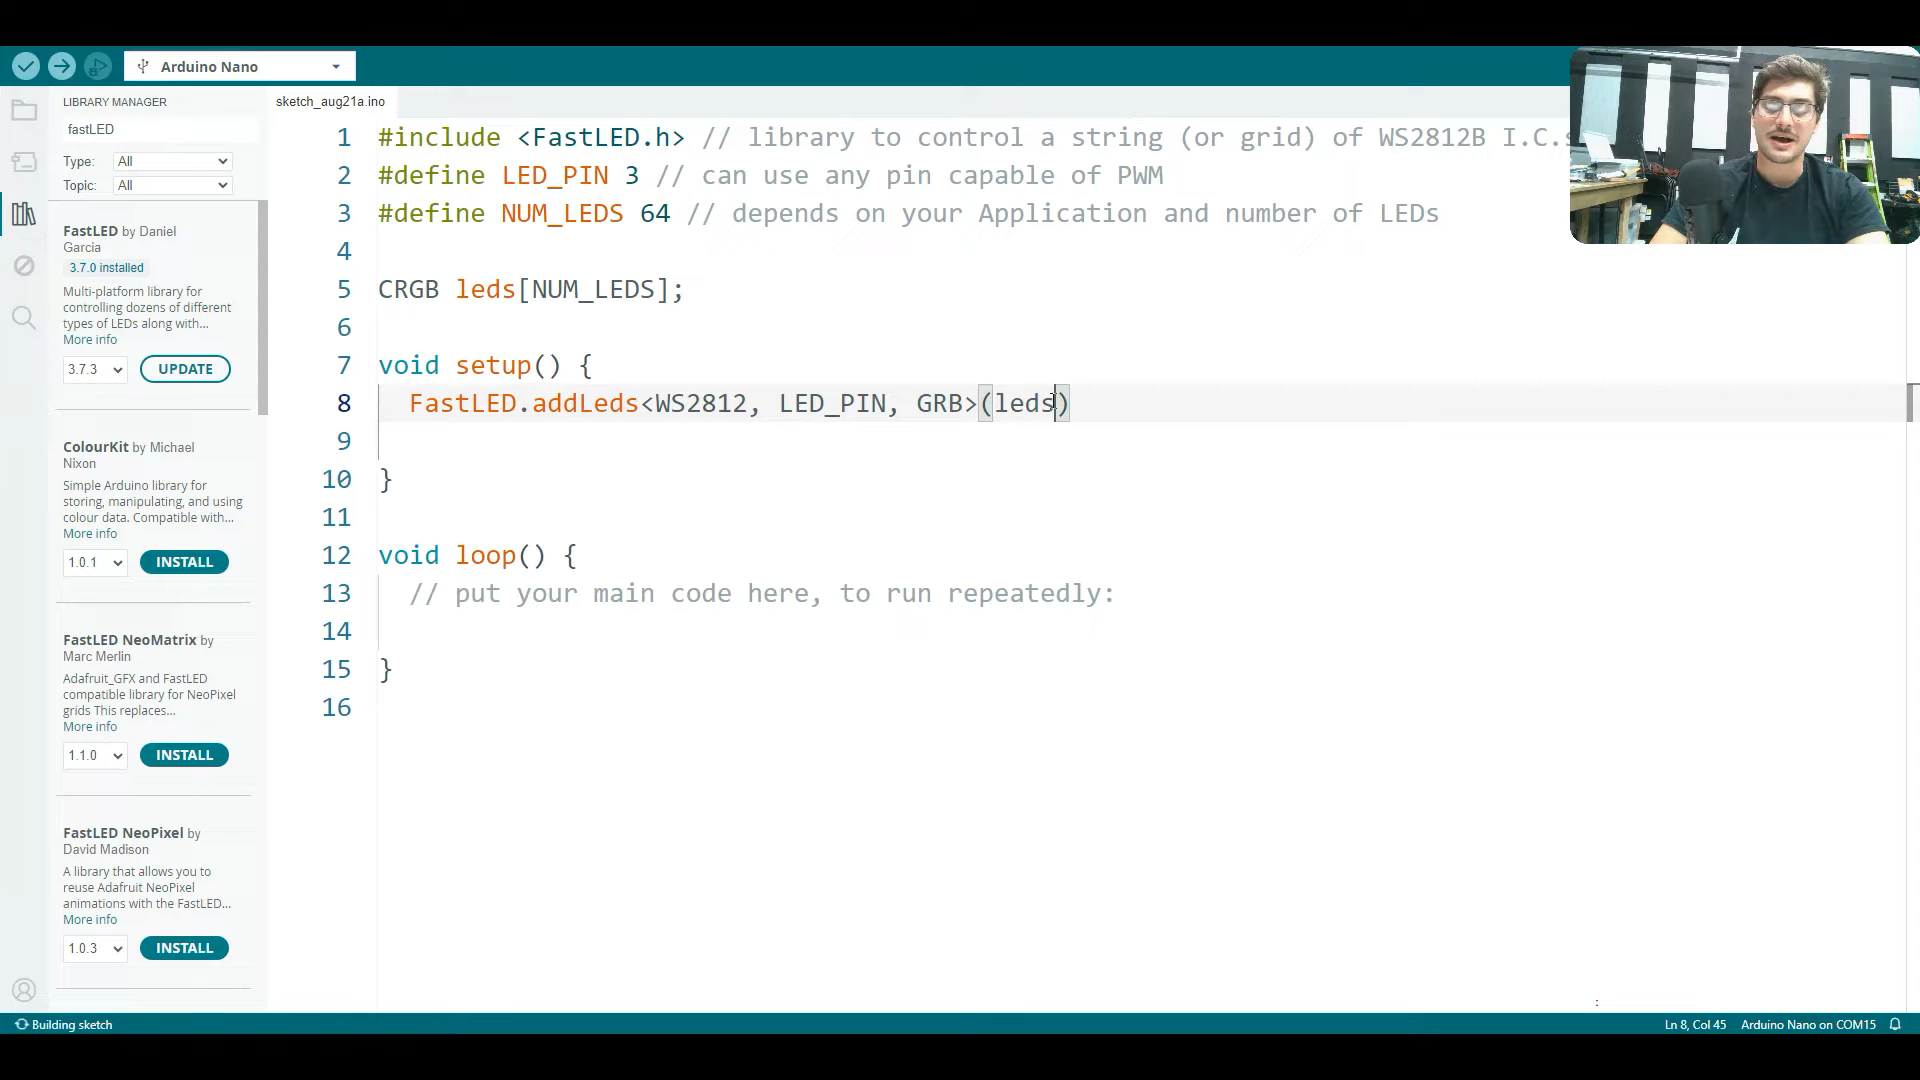 Arduino Nano
LIBRARY MANAGER
fastLED
Type: All
Topic: All
FastLED by Daniel
Garcia
3.7.0 installed
Multi-platform library for
controlling dozens of different
types of LEDs along with...
More info
3.7.3 UPDATE
ColourKit by Michael
Nixon
Simple Arduino library for
storing, manipulating, and using
colour data. Compatible with...
More info
1.0.1 INSTALL
FastLED NeoMatrix by
Marc Merlin
Adafruit_GFX and FastLED
compatible library for NeoPixel
grids This replaces...
More info
1.1.0 INSTALL
FastLED NeoPixel by
David Madison
A library that allows you to
reuse Adafruit NeoPixel
animations with the FastLED...
More info
1.0.3 INSTALL
sketch_aug21a.ino
1 #include <FastLED.h> // library to control a string (or grid) of WS2812B I.C.s
2 #define LED_PIN 3 // can use any pin capable of PWM
3 #define NUM_LEDS 64 // depends on your Application and number of LEDs
4
5 CRGB leds[NUM_LEDS];
6
7 void setup() {
8 FastLED.addLeds<WS2812, LED_PIN, GRB>(leds)
9
10 }
11
12 void loop() {
13 // put your main code here, to run repeatedly:
14
15 }
16
Building sketch
Ln 8, Col 45 Arduino Nano on COM15